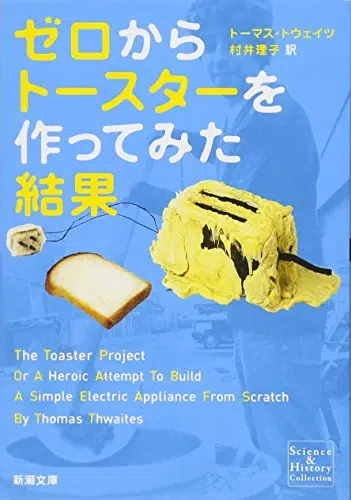 トーマス・トウェイツ
村井理子 訳
ゼロから
トースターを
作ってみた
結果
The Toaster Project
Or A Heroic Attempt To Build
A Simple Electric Appliance From Scratch
By Thomas Thwaites
新潮文庫
Science
& History
Collection